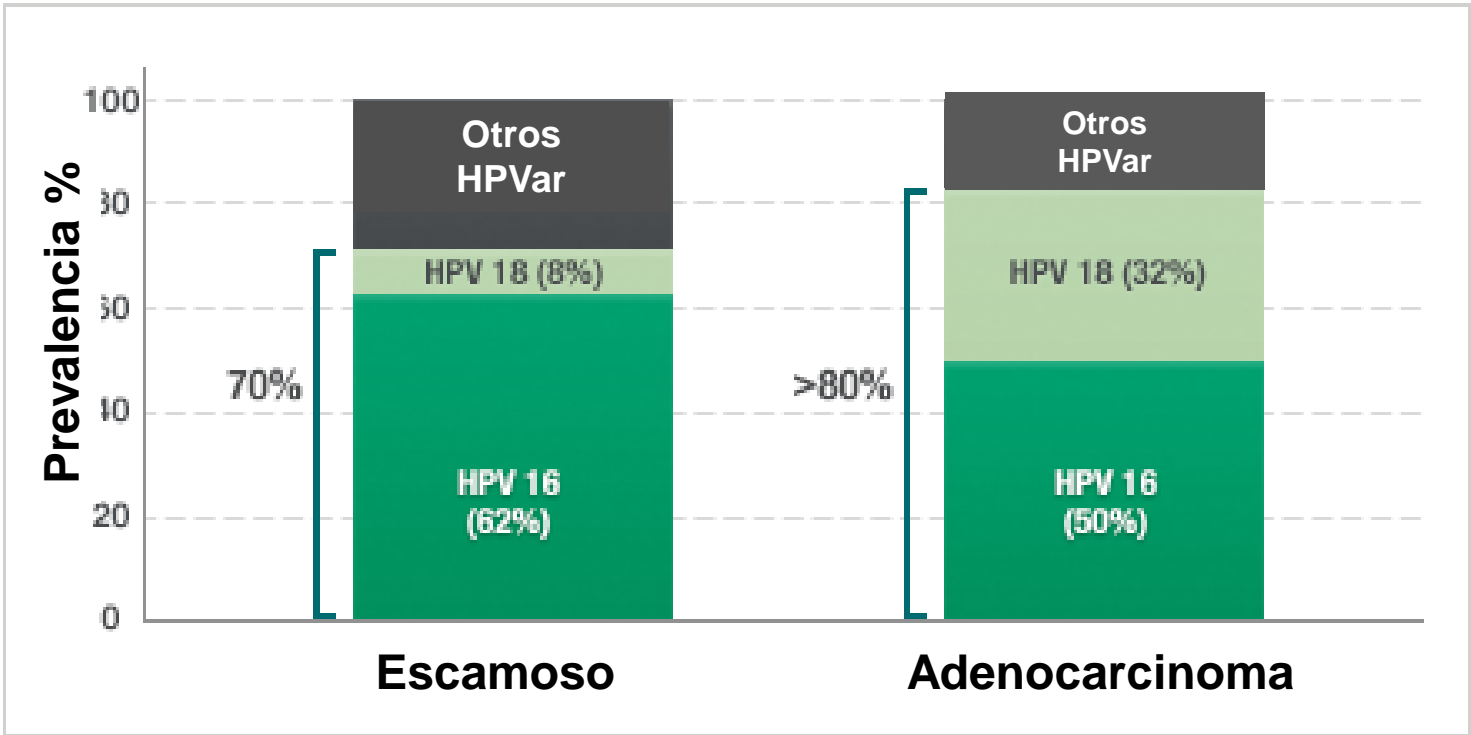 Prevalencia %
100
80
60
40
20
0
Otros
HPVar
HPV 18 (8%)
70%
HPV 16
(62%)
Otros
HPVar
HPV 18 (32%)
>80%
HPV 16
(50%)
Escamoso
Adenocarcinoma